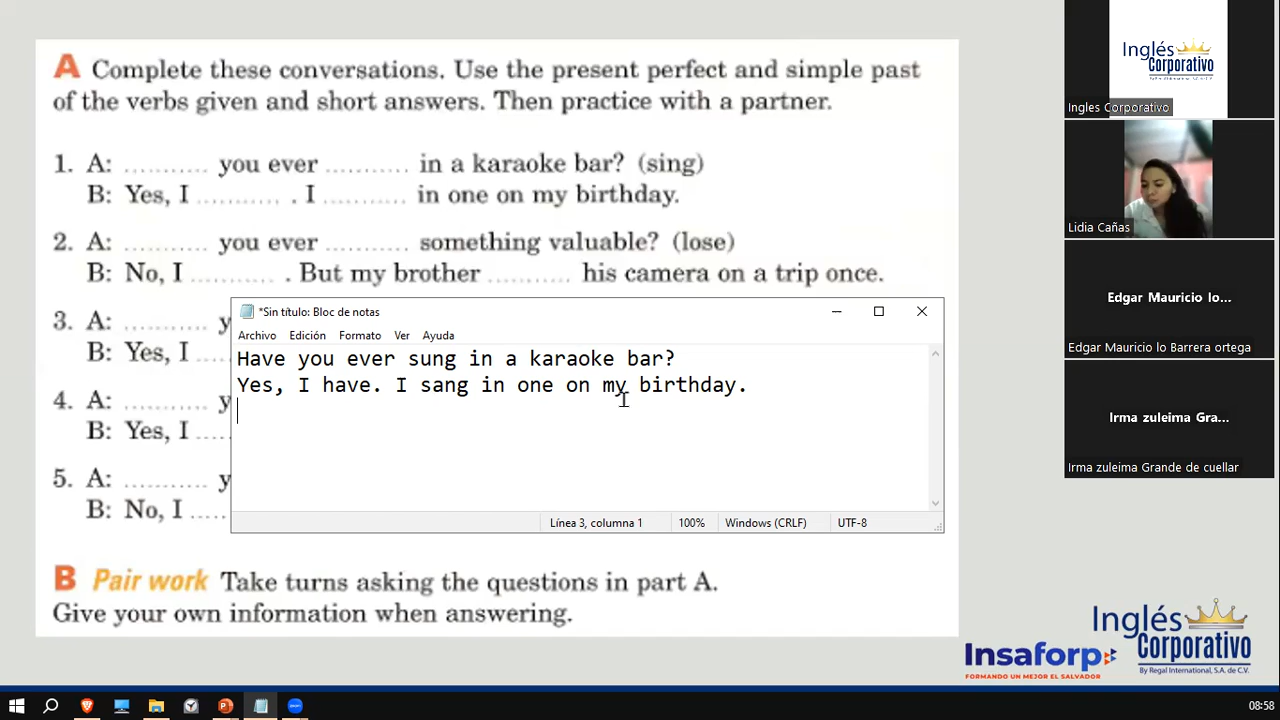 A Complete these conversations. Use the present perfect and simple past
of the verbs given and short answers. Then practice with a partner.
1. A: .......... you ever .......... in a karaoke bar? (sing)
B: Yes, I .......... . I .......... in one on my birthday.
2. A: .......... you ever .......... something valuable? (lose)
B: No, I .......... . But my brother .......... his camera on a trip once.
3. A: .......... y
B: Yes, I ....
4. A: .......... y
B: Yes, I ....
5. A: .......... y
B: No, I .....
B Pair work Take turns asking the questions in part A.
Give your own information when answering.
*Sin título: Bloc de notas
Archivo Edición Formato Ver Ayuda
Have you ever sung in a karaoke bar?
Yes, I have. I sang in one on my birthday.
Línea 3, columna 1 100% Windows (CRLF) UTF-8
Inglés
Corporativo
Ingles Corporativo
Lidia Cañas
Edgar Mauricio lo...
Edgar Mauricio lo Barrera ortega
Irma zuleima Gra...
Irma zuleima Grande de cuellar
Insaforp
FORMANDO UN MEJOR EL SALVADOR
Inglés
Corporativo
By Regal International, S.A. de C.V.
08:58